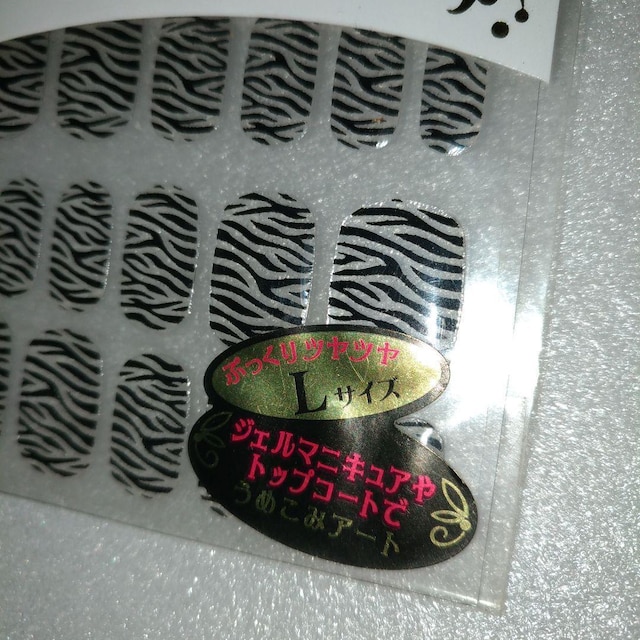 ぷっくりツヤツヤ
Lサイズ
ジェルマニキュアや
トップコートで
うめこみアート